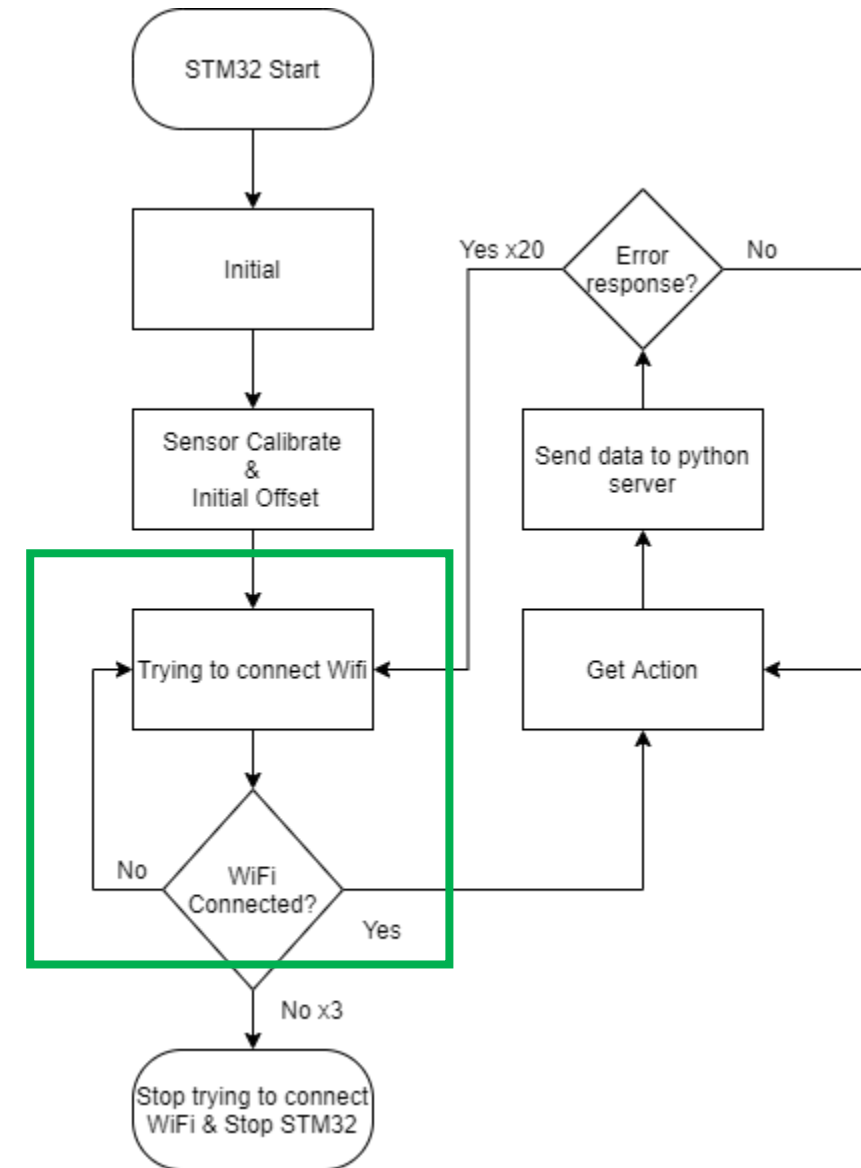 STM32 Start
Initial
Sensor Calibrate
&
Initial Offset
Trying to connect Wifi
WiFi
Connected?
No
Yes
No x3
Stop trying to connect
WiFi & Stop STM32
Get Action
Send data to python
server
Error
response?
Yes x20
No